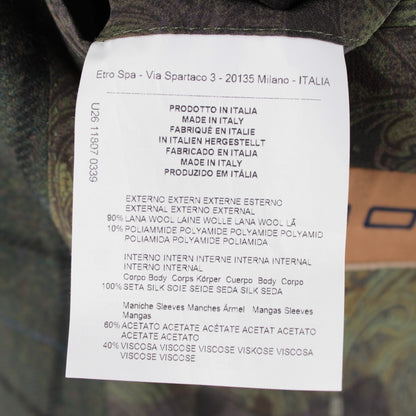 Etro Spa - Via Spartaco 3 - 20135 Milano - ITALIA
U26 11807 0339
PRODOTTO IN ITALIA
MADE IN ITALY
FABRIQUÉ EN ITALIE
IN ITALIEN HERGESTELLT
FABRICADO EN ITALIA
MADE IN ITALY
PRODUZIDO EM ITÁLIA
EXTERNO EXTERN EXTERNE ESTERNO
EXTERNAL EXTERNO EXTERNAL
90% LANA WOOL LAINE WOLLE LANA WOOL LÃ
10% POLIAMMIDE POLYAMIDE POLYAMIDE POLYAMID
POLIAMIDA POLYAMIDE POLIAMIDA
INTERNO INTERN INTERNE INTERNA INTERNAL
INTERNO INTERNAL
Corpo Body Corps Körper Cuerpo Body Corpo
100% SETA SILK SOIE SEIDE SEDA SILK SEDA
Maniche Sleeves Manches Ärmel Mangas Sleeves
Mangas
60% ACETATO ACETATE ACÉTATE ACETAT ACETATO
ACETATE ACETATO
40% VISCOSA VISCOSE VISCOSE VISKOSE VISCOSA
VISCOSE VISCOSE